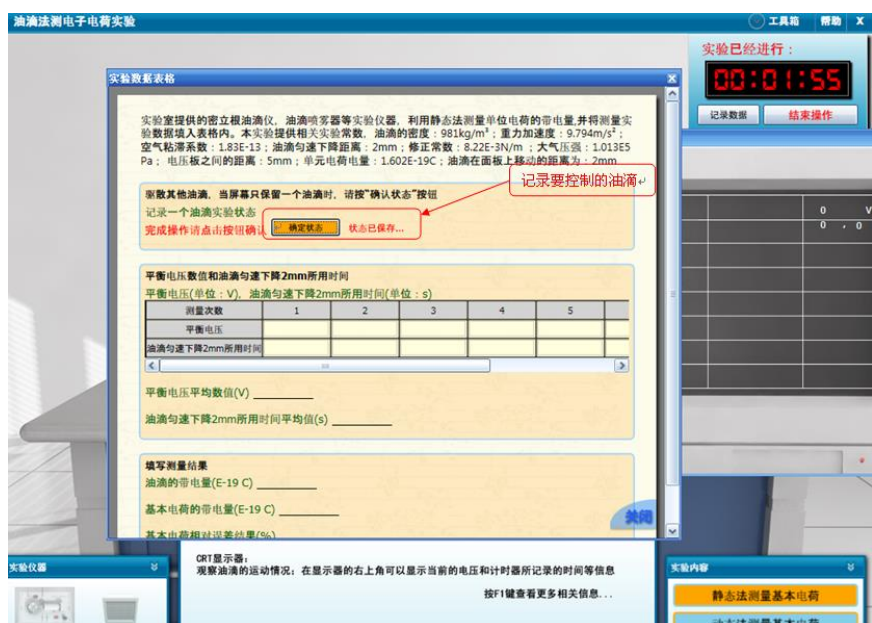 油滴法测电子电荷实验
工具箱 帮助 X
实验已经进行：
00:01:55
记录数据 结束操作
实验数据表格
实验室提供的密立根油滴仪，油滴喷雾器等实验仪器，利用静态法测量单位电荷的带电量,并将测量实
验数据填入表格内。本实验提供相关实验常数，油滴的密度：981kg/m³；重力加速度：9.794m/s²；
空气粘滞系数：1.83E-13；油滴匀速下降距离：2mm；修正常数：8.22E-3N/m ；大气压强：1.013E5
Pa； 电压板之间的距离：5mm；单元电荷电量：1.602E-19C；油滴在面板上移动的距离为：2mm
记录要控制的油滴
驱散其他油滴，当屏幕只保留一个油滴时，请按"确认状态"按钮
记录一个油滴实验状态
完成操作请点击按钮确认
确定状态 状态已保存...
0 V
0 . 0
平衡电压数值和油滴匀速下降2mm所用时间
平衡电压(单位：V)，油滴匀速下降2mm所用时间(单位：s)
测量次数 1 2 3 4 5
平衡电压
油滴匀速下降2mm所用时间
平衡电压平均数值(V)
油滴匀速下降2mm所用时间平均值(s)
填写测量结果
油滴的带电量(E-19 C)
基本电荷的带电量(E-19 C)
基本电荷相对误差结果(%)
关闭
实验仪器
CRT显示器：
观察油滴的运动情况；在显示器的右上角可以显示当前的电压和计时器所记录的时间等信息
按F1键查看更多相关信息...
实验内容
静态法测量基本电荷
动态法测量基本电荷